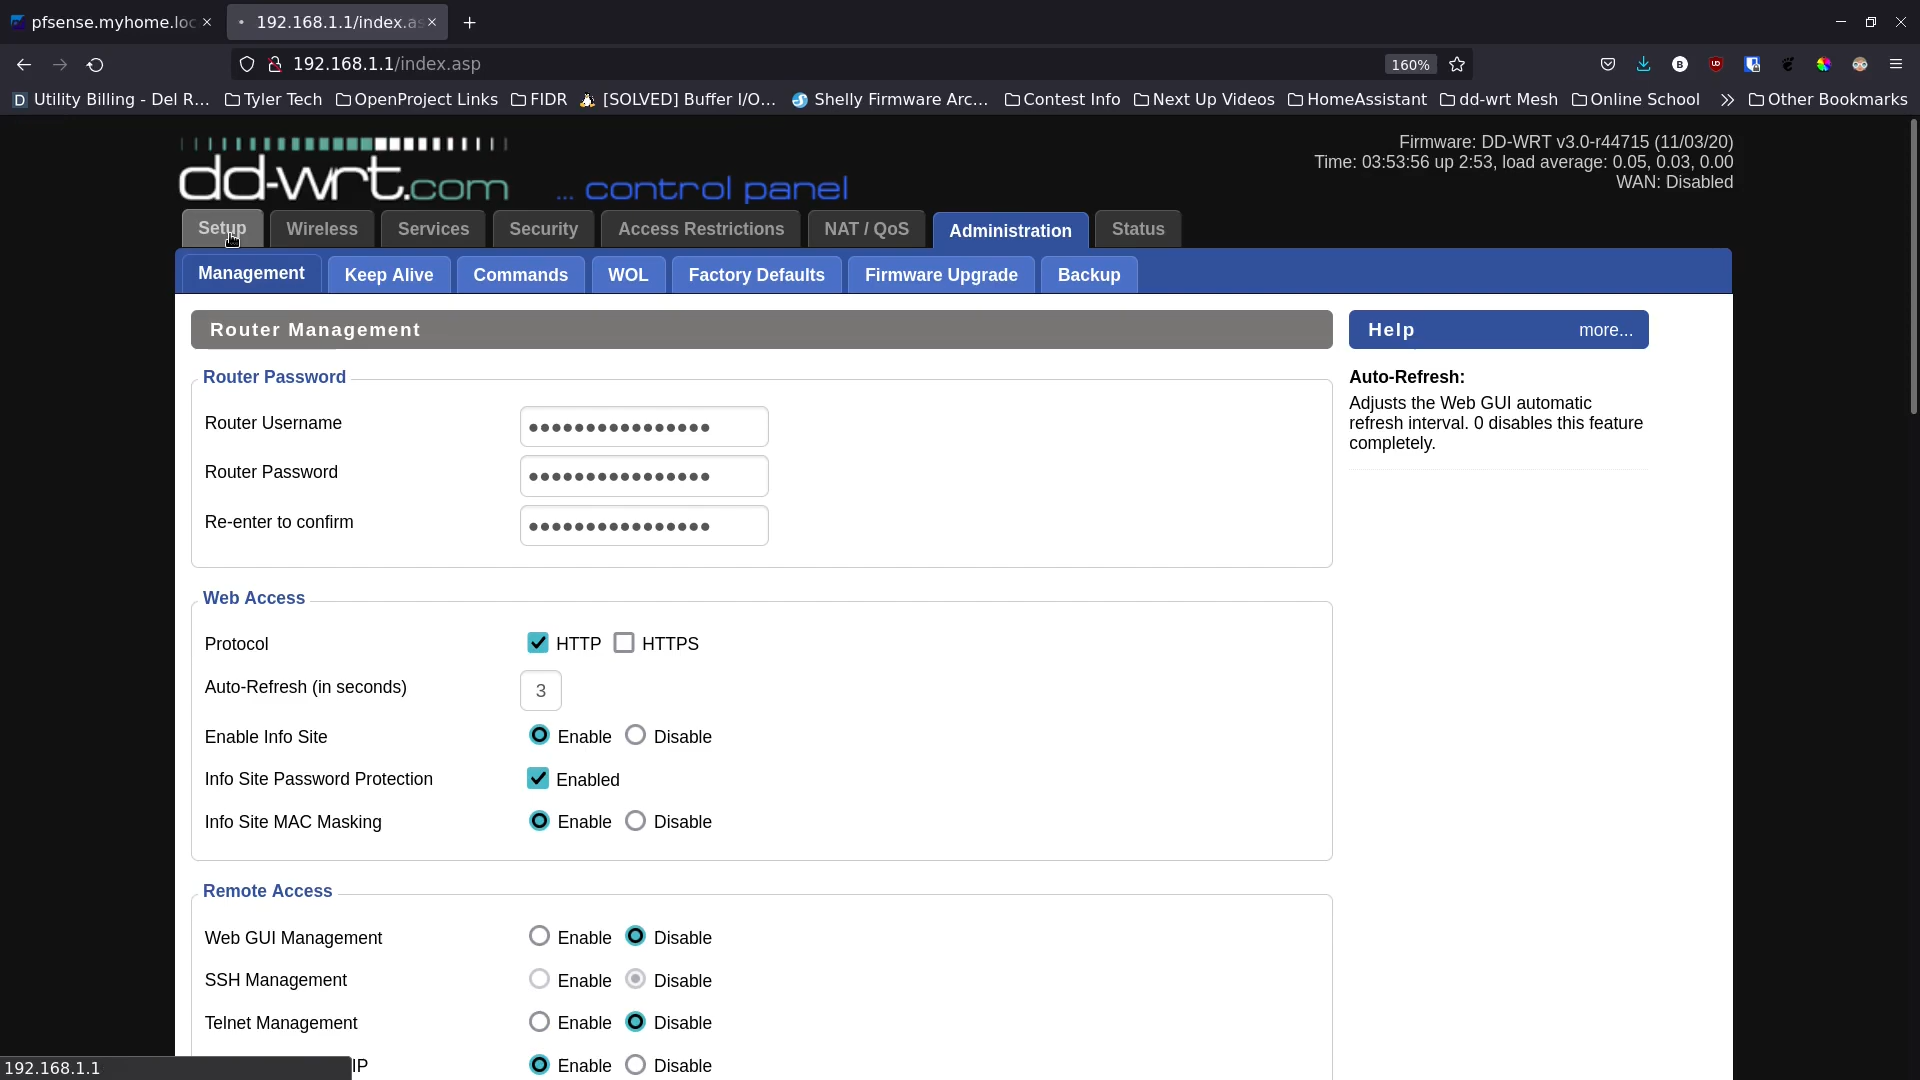 pfsense.myhome.loc
192.168.1.1/index.as
192.168.1.1/index.asp
160%
Utility Billing - Del R...
Tyler Tech
OpenProject Links
FIDR
[SOLVED] Buffer I/O...
Shelly Firmware Arc...
Contest Info
Next Up Videos
HomeAssistant
dd-wrt Mesh
Online School
Other Bookmarks
dd-wrt.com ... control panel
Firmware: DD-WRT v3.0-r44715 (11/03/20)
Time: 03:53:56 up 2:53, load average: 0.05, 0.03, 0.00
WAN: Disabled
Setup
Wireless
Services
Security
Access Restrictions
NAT / QoS
Administration
Status
Management
Keep Alive
Commands
WOL
Factory Defaults
Firmware Upgrade
Backup
Router Management
Router Password
Router Username
Router Password
Re-enter to confirm
Web Access
Protocol HTTP HTTPS
Auto-Refresh (in seconds) 3
Enable Info Site Enable Disable
Info Site Password Protection Enabled
Info Site MAC Masking Enable Disable
Remote Access
Web GUI Management Enable Disable
SSH Management Enable Disable
Telnet Management Enable Disable
IP Enable Disable
Help more...
Auto-Refresh:
Adjusts the Web GUI automatic
refresh interval. 0 disables this feature
completely.
192.168.1.1